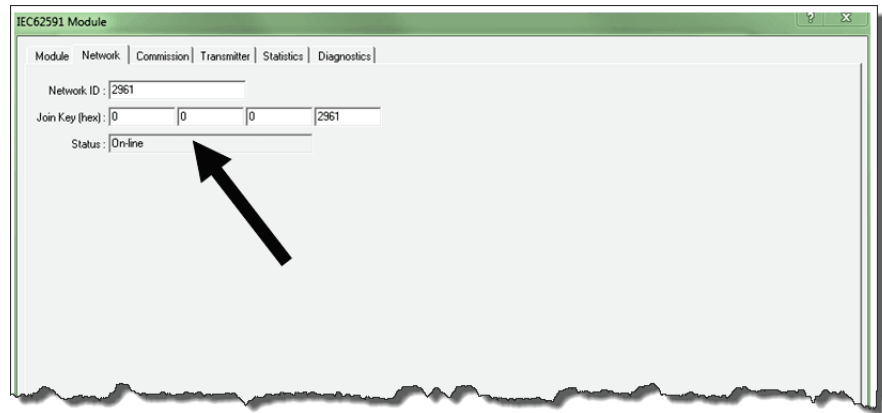 IEC62591 Module
? X
Module Network Commission Transmitter Statistics Diagnostics
Network ID : 2961
Join Key (hex) : 0 0 0 2961
Status : On-line